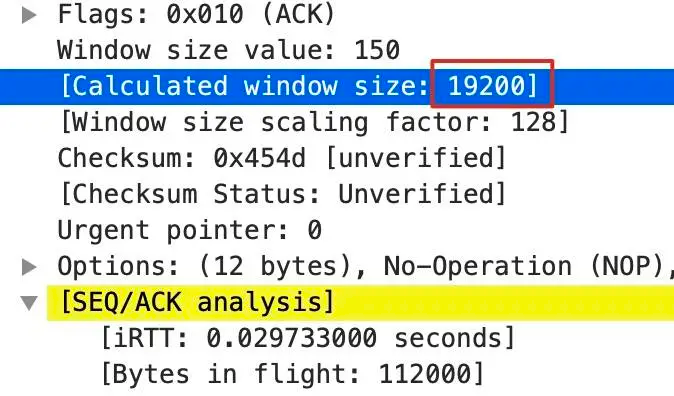 Flags: 0x010 (ACK)
Window size value: 150
[Calculated window size: 19200]
[Window size scaling factor: 128]
Checksum: 0x454d [unverified]
[Checksum Status: Unverified]
Urgent pointer: 0
Options: (12 bytes), No-Operation (NOP),
[SEQ/ACK analysis]
[iRTT: 0.029733000 seconds]
[Bytes in flight: 112000]